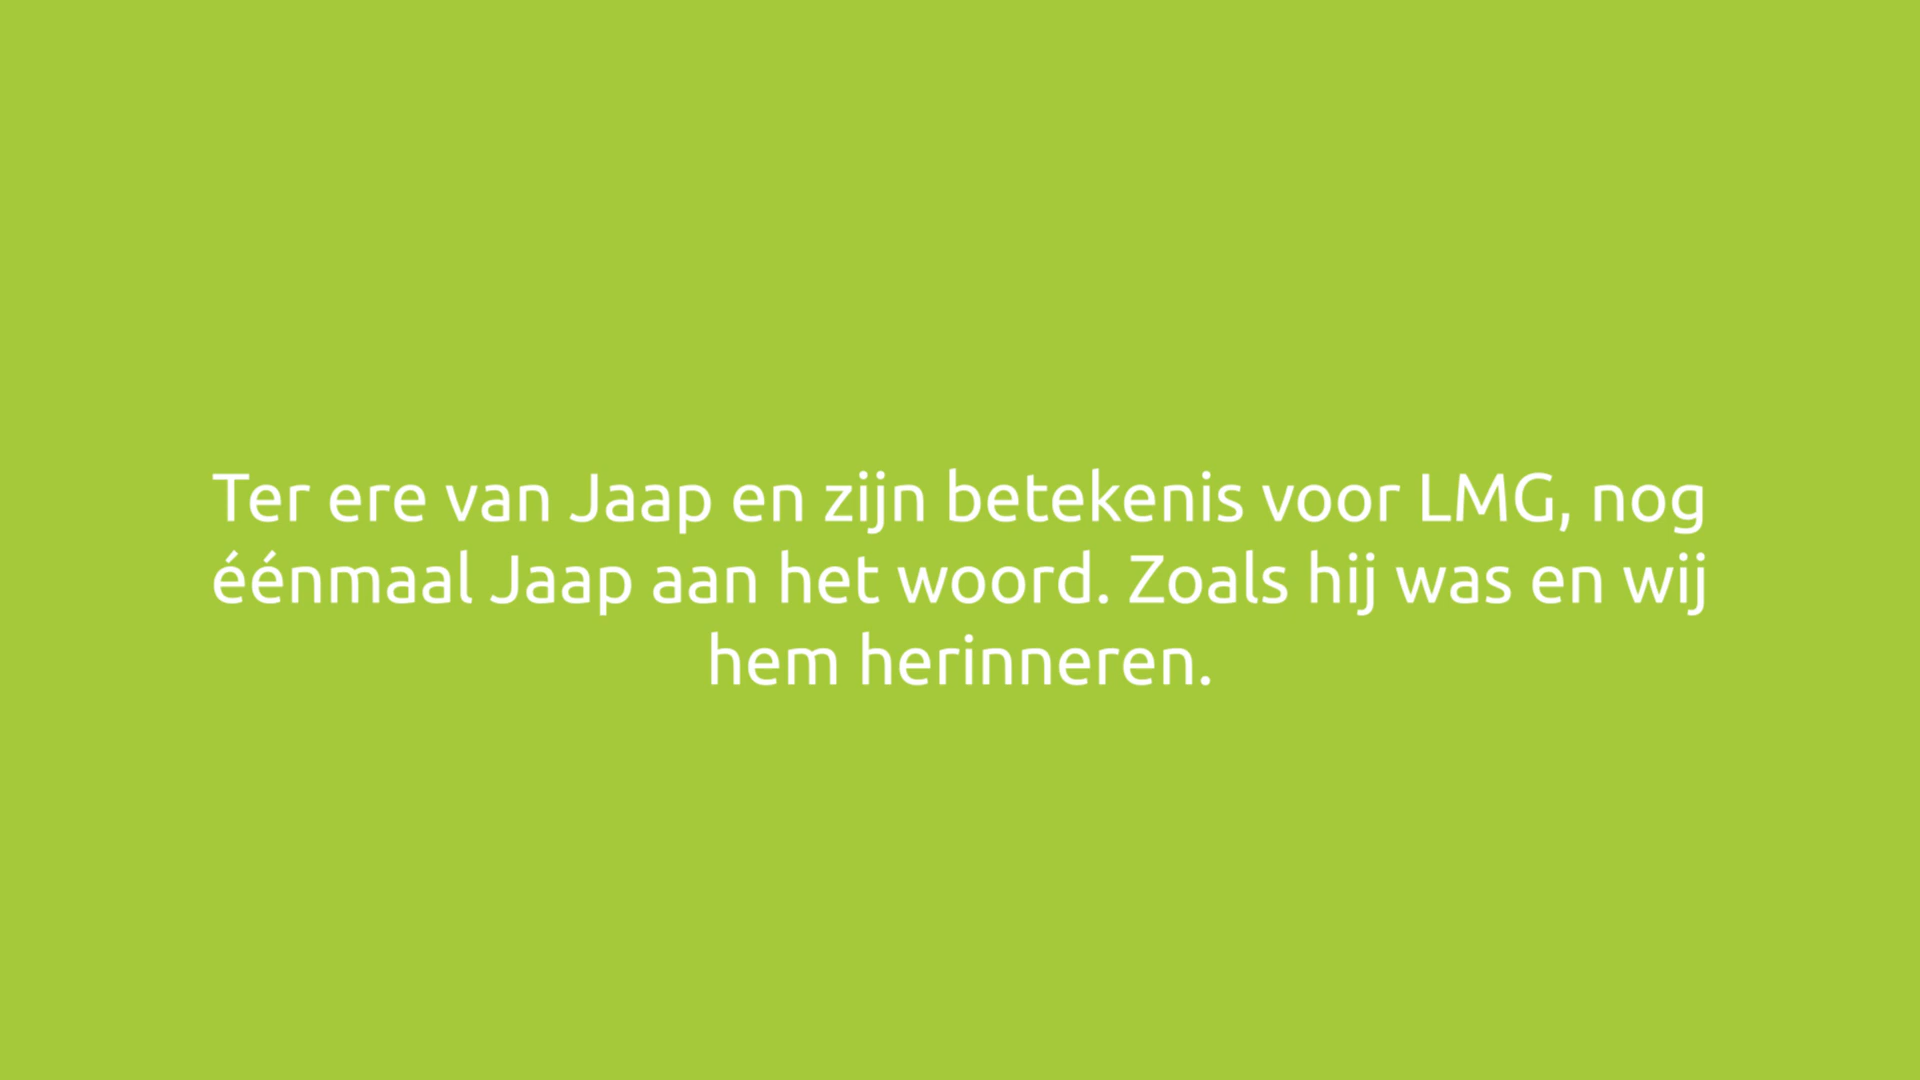 Ter ere van Jaap en zijn betekenis voor LMG, nog
éénmaal Jaap aan het woord. Zoals hij was en wij
hem herinneren.